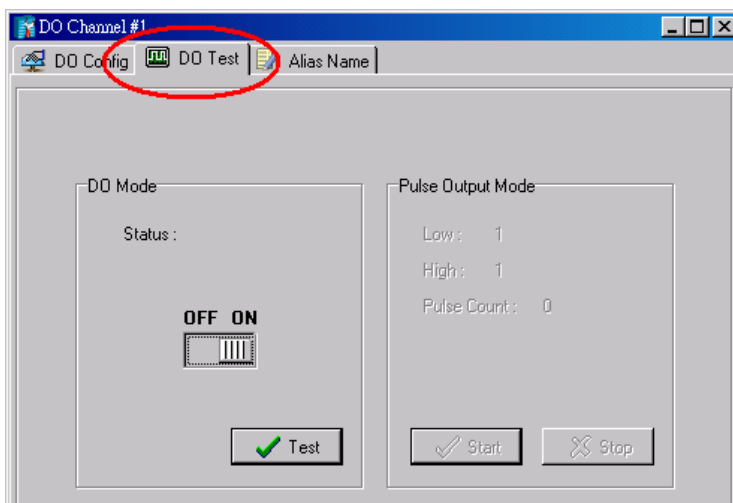 DO Channel #1
DO Config DO Test Alias Name
DO Mode
Status :
OFF ON
Test
Pulse Output Mode
Low : 1
High : 1
Pulse Count : 0
Start Stop